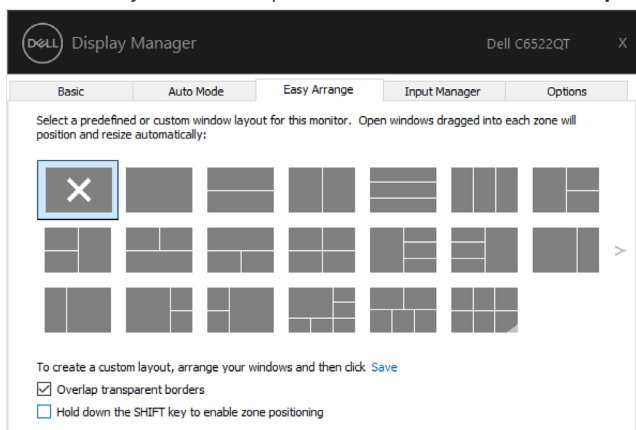 DELL Display Manager Dell C6522QT X
Basic Auto Mode Easy Arrange Input Manager Options
Select a predefined or custom window layout for this monitor. Open windows dragged into each zone will
position and resize automatically:
To create a custom layout, arrange your windows and then click Save
Overlap transparent borders
Hold down the SHIFT key to enable zone positioning